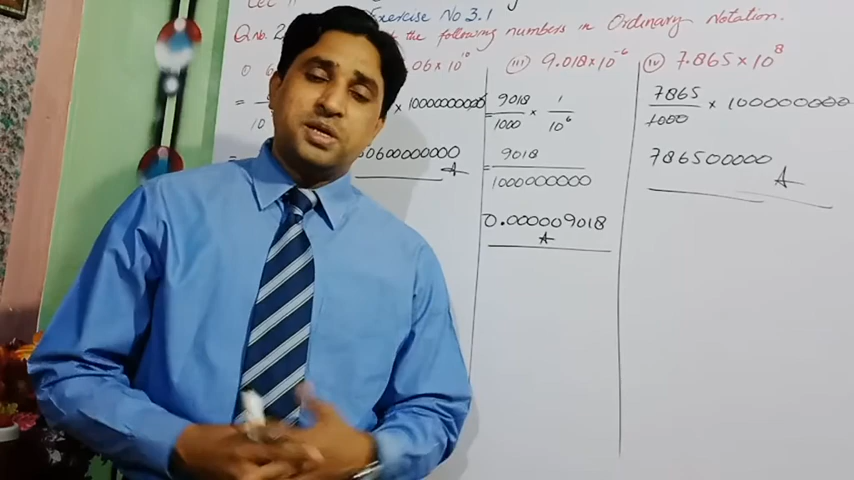 Exercise No 3.1
Q No. 2 the following numbers in Ordinary Notation.
06 × 10^10
× 10000000000
60600000000
A
(iii) 9.018 × 10^-6
= 9018/1000 × 1/10^6
= 9018/1000000000
0.000009018
A
(iv) 7.865 × 10^8
7865/1000 × 100000000
786500000
A